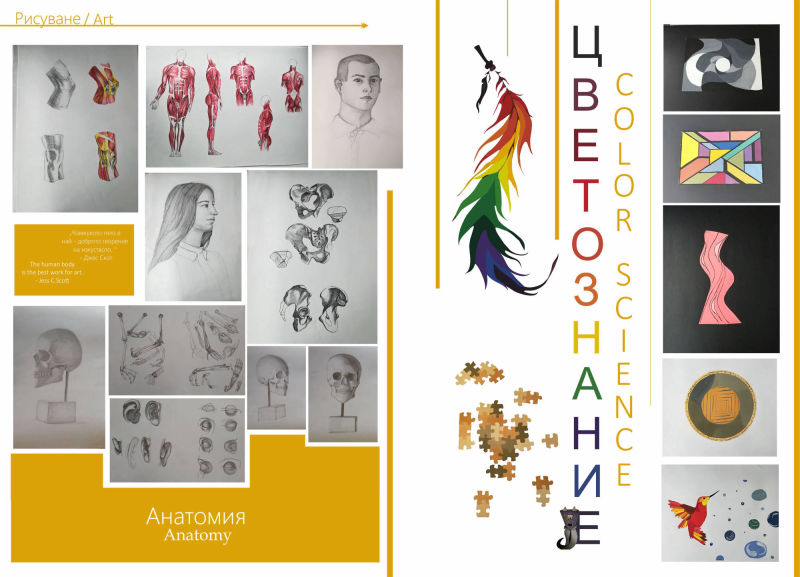 Рисуване / Art
„Човешкото тяло е
най - доброто творение
на изкуството. "
- Джес Скот
The human body
is the best work for art.
- Jess C.Scott
Анатомия
Anatomy
ЦВЕТОЗНАНИЕ
COLOR SCIENCE